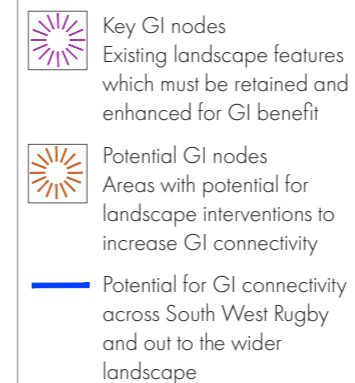 Key GI nodes
Existing landscape features
which must be retained and
enhanced for GI benefit
Potential GI nodes
Areas with potential for
landscape interventions to
increase GI connectivity
Potential for GI connectivity
across South West Rugby
and out to the wider
landscape